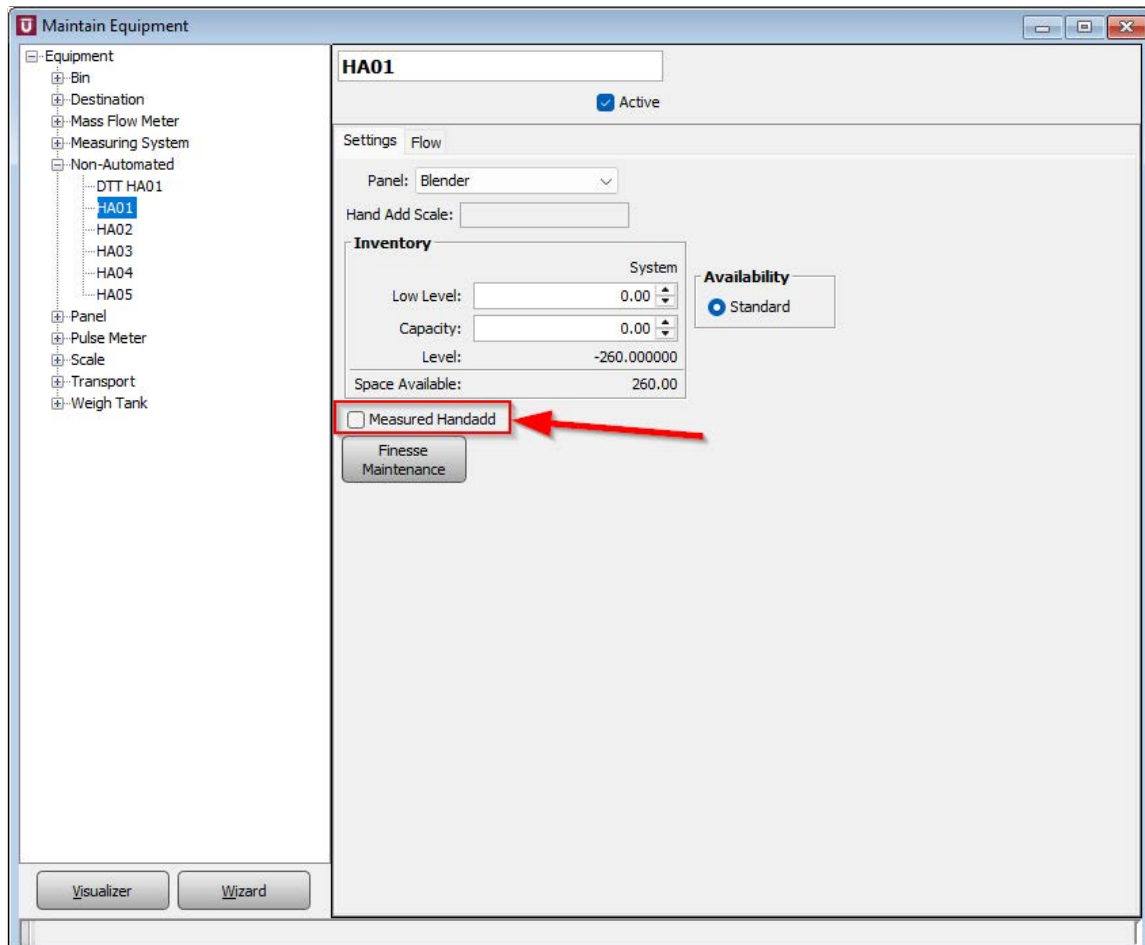 Maintain Equipment
Equipment
Bin
Destination
Mass Flow Meter
Measuring System
Non-Automated
DTT HA01
HA01
HA02
HA03
HA04
HA05
Panel
Pulse Meter
Scale
Transport
Weigh Tank
Visualizer
Wizard
HA01
Active
Settings Flow
Panel: Blender
Hand Add Scale:
Inventory
System
Low Level: 0.00
Capacity: 0.00
Level: -260.000000
Space Available: 260.00
Availability
Standard
Measured Handadd
Finesse
Maintenance